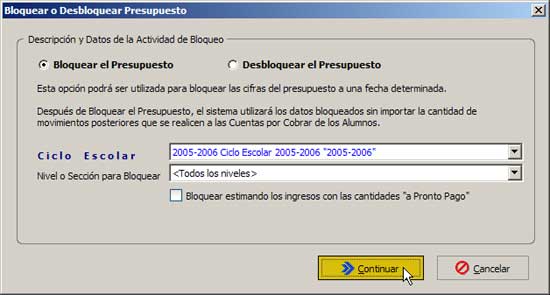 Bloquear o Desbloquear Presupuesto
Descripción y Datos de la Actividad de Bloqueo
Bloquear el Presupuesto
Desbloquear el Presupuesto
Esta opción podrá ser utilizada para bloquear las cifras del presupuesto a una fecha determinada.
Después de Bloquear el Presupuesto, el sistema utilizará los datos bloqueados sin importar la cantidad de
movimientos posteriores que se realicen a las Cuentas por Cobrar de los Alumnos.
Ciclo Escolar
2005-2006 Ciclo Escolar 2005-2006 "2005-2006"
Nivel o Sección para Bloquear
<Todos los niveles>
Bloquear estimando los ingresos con las cantidades "a Pronto Pago"
Continuar
Cancelar